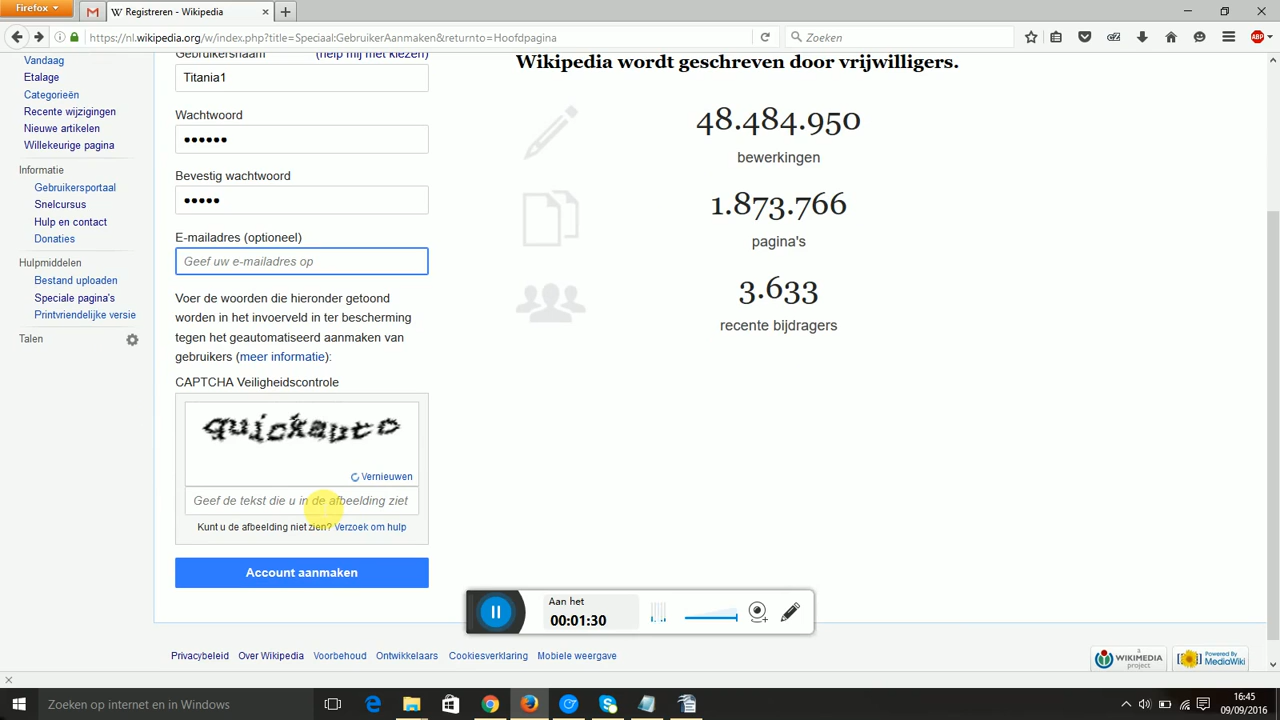 Firefox
Registreren - Wikipedia
https://nl.wikipedia.org/w/index.php?title=Speciaal:GebruikerAanmaken&returnto=Hoofdpagina
Zoeken
ABP
Vandaag
Etalage
Categorieën
Recente wijzigingen
Nieuwe artikelen
Willekeurige pagina
Informatie
Gebruikersportaal
Snelcursus
Hulp en contact
Donaties
Hulpmiddelen
Bestand uploaden
Speciale pagina's
Printvriendelijke versie
Talen
Gebruikersnaam (help mij met kiezen)
Titania1
Wachtwoord
••••••
Bevestig wachtwoord
•••••
E-mailadres (optioneel)
Geef uw e-mailadres op
Voer de woorden die hieronder getoond
worden in het invoerveld in ter bescherming
tegen het geautomatiseerd aanmaken van
gebruikers (meer informatie):
CAPTCHA Veiligheidscontrole
quickauto
Vernieuwen
Geef de tekst die u in de afbeelding ziet
Kunt u de afbeelding niet zien? Verzoek om hulp
Account aanmaken
Wikipedia wordt geschreven door vrijwilligers.
48.484.950
bewerkingen
1.873.766
pagina's
3.633
recente bijdragers
Aan het
00:01:30
Privacybeleid Over Wikipedia Voorbehoud Ontwikkelaars Cookiesverklaring Mobiele weergave
A WIKIMEDIA project
Powered By MediaWiki
Zoeken op internet en in Windows
16:45
09/09/2016